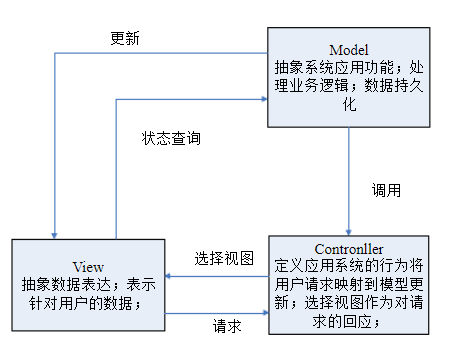 更新
Model
抽象系统应用功能；处
理业务逻辑；数据持久
化
状态查询
调用
View
抽象数据表达；表示
针对用户的数据；
选择视图
请求
Contronller
定义应用系统的行为将
用户请求映射到模型更
新；选择视图作为对请
求的回应；